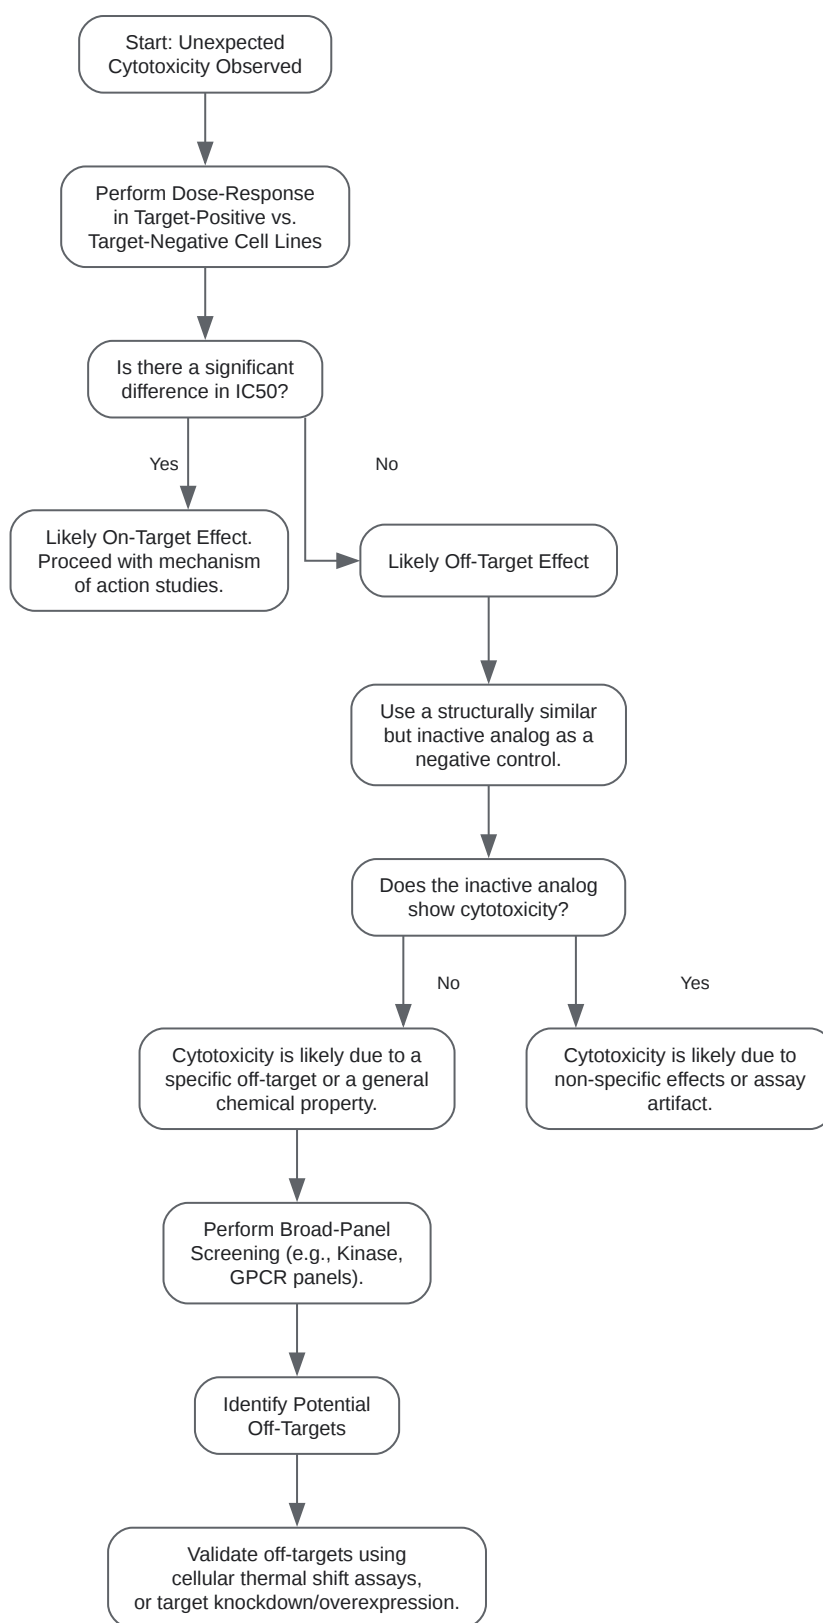 Start: Unexpected
Cytotoxicity Observed
Perform Dose-Response
in Target-Positive vs.
Target-Negative Cell Lines
Is there a significant
difference in IC50?
Yes
No
Likely On-Target Effect.
Proceed with mechanism
of action studies.
Likely Off-Target Effect
Use a structurally similar
but inactive analog as a
negative control.
Does the inactive analog
show cytotoxicity?
No
Yes
Cytotoxicity is likely due to a
specific off-target or a general
chemical property.
Cytotoxicity is likely due to
non-specific effects or assay
artifact.
Perform Broad-Panel
Screening (e.g., Kinase,
GPCR panels).
Identify Potential
Off-Targets
Validate off-targets using
cellular thermal shift assays,
or target knockdown/overexpression.